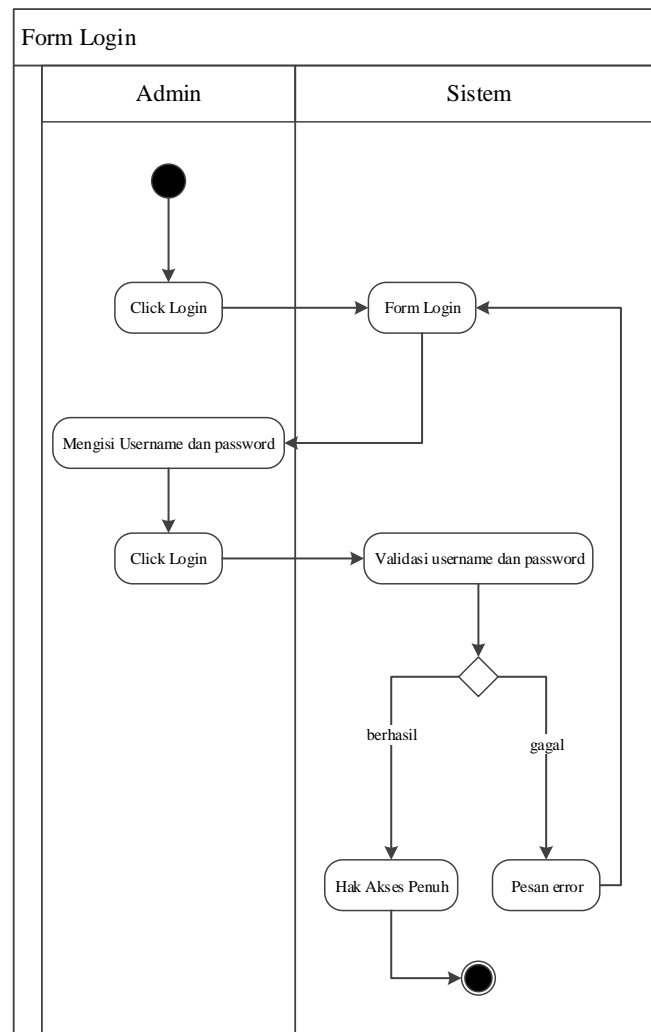 Form Login
Admin
Sistem
Click Login
Form Login
Mengisi Username dan password
Click Login
Validasi username dan password
berhasil
gagal
Hak Akses Penuh
Pesan error